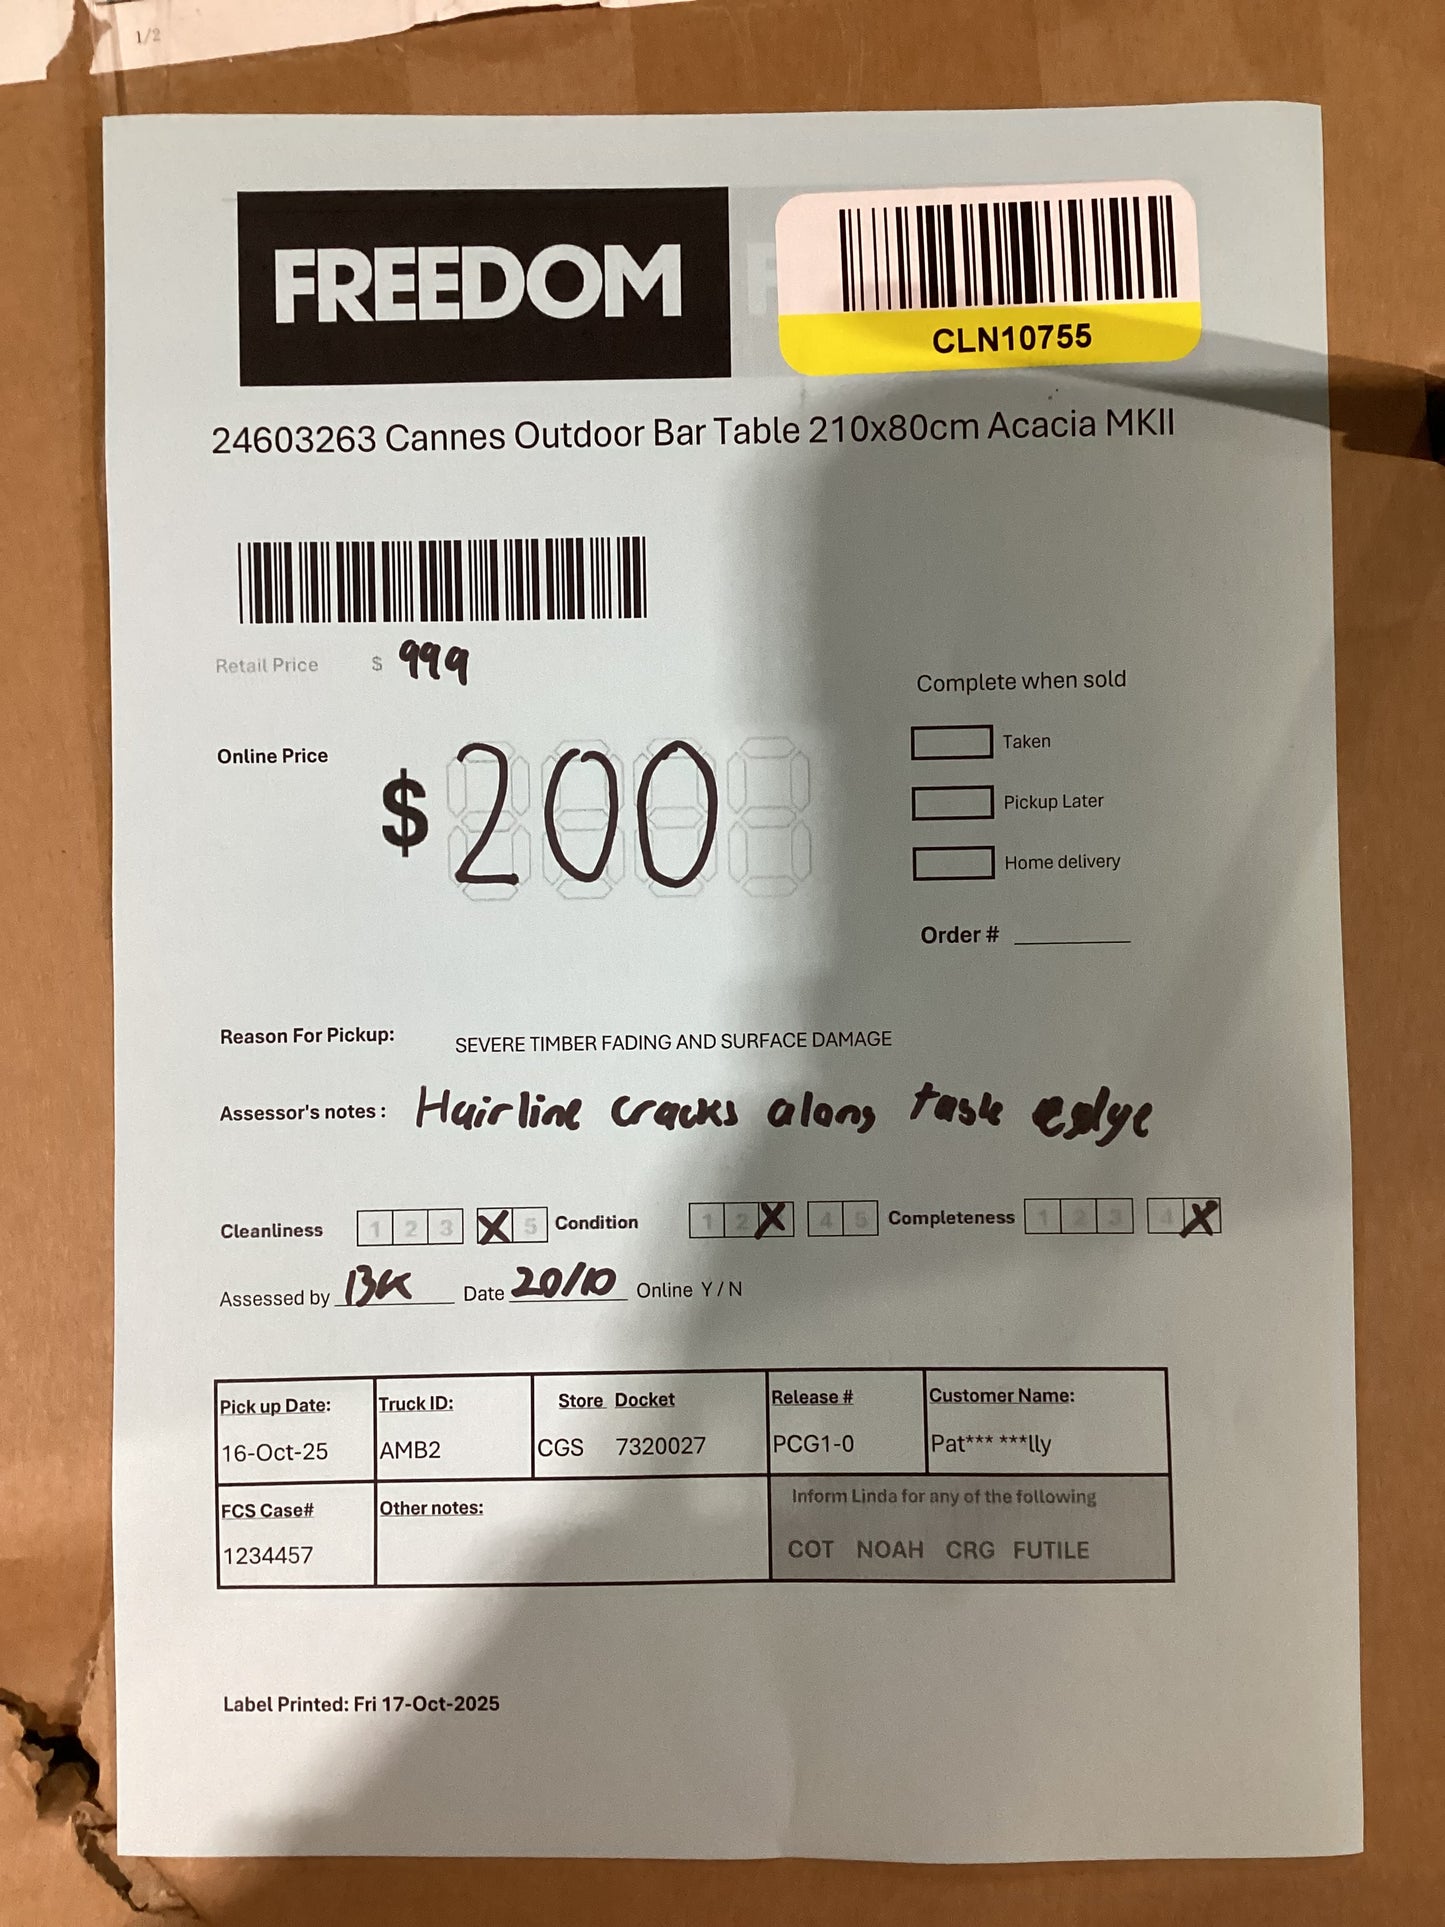 1/2
FREEDOM
CLN10755
24603263 Cannes Outdoor Bar Table 210x80cm Acacia MKII
Retail Price $ 999
Complete when sold
Online Price $ 200
Taken
Pickup Later
Home delivery
Order #
Reason For Pickup: SEVERE TIMBER FADING AND SURFACE DAMAGE
Assessor's notes : Hairline cracks along edge
Cleanliness 1 2 3 X 5 Condition 1 2 X 4 5 Completeness 1 2 3 4 X
Assessed by BK Date 20/10 Online Y / N
Pick up Date: Truck ID: Store Docket Release # Customer Name:
16-Oct-25 AMB2 CGS 7320027 PCG1-0 Pat*** ***lly
FCS Case# Other notes: Inform Linda for any of the following
1234457 COT NOAH CRG FUTILE
Label Printed: Fri 17-Oct-2025